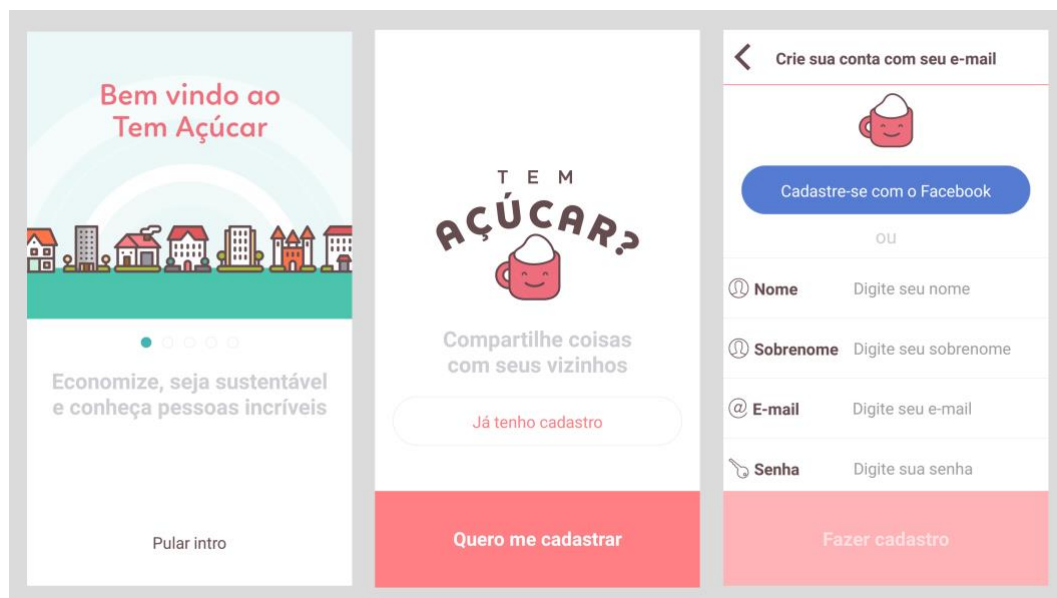 Bem vindo ao
Tem Açúcar
Economize, seja sustentável
e conheça pessoas incríveis
Pular intro
TEM
AÇÚCAR?
Compartilhe coisas
com seus vizinhos
Já tenho cadastro
Quero me cadastrar
Crie sua conta com seu e-mail
Cadastre-se com o Facebook
ou
Nome Digite seu nome
Sobrenome Digite seu sobrenome
@ E-mail Digite seu e-mail
Senha Digite sua senha
Fazer cadastro